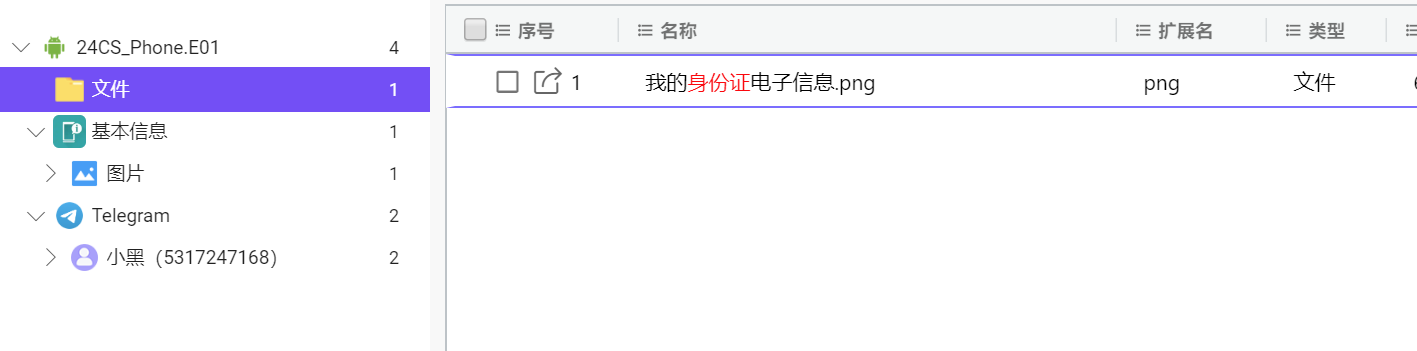 24CS_Phone.E01 4
文件 1
基本信息 1
图片 1
Telegram 2
小黑（5317247168） 2
序号 名称 扩展名 类型
1 我的身份证电子信息.png png 文件